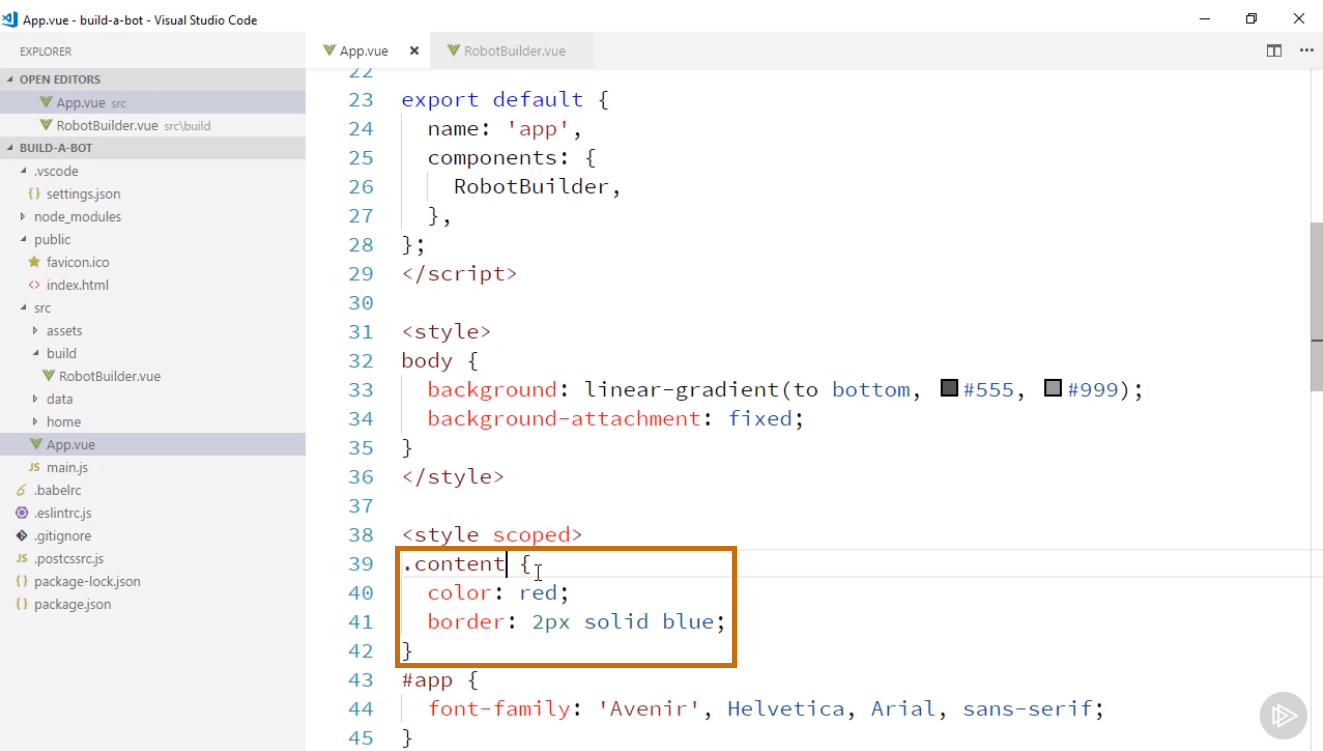 App.vue - build-a-bot - Visual Studio Code
EXPLORER
App.vue
RobotBuilder.vue
OPEN EDITORS
App.vue src
RobotBuilder.vue src\build
BUILD-A-BOT
.vscode
{} settings.json
node_modules
public
favicon.ico
<> index.html
src
assets
build
RobotBuilder.vue
data
home
App.vue
JS main.js
.babelrc
.eslintrc.js
.gitignore
JS .postcssrc.js
{} package-lock.json
{} package.json
22
23 export default {
24 name: 'app',
25 components: {
26 RobotBuilder,
27 },
28 };
29 </script>
30
31 <style>
32 body {
33 background: linear-gradient(to bottom, #555, #999);
34 background-attachment: fixed;
35 }
36 </style>
37
38 <style scoped>
39 .content {
40 color: red;
41 border: 2px solid blue;
42 }
43 #app {
44 font-family: 'Avenir', Helvetica, Arial, sans-serif;
45 }